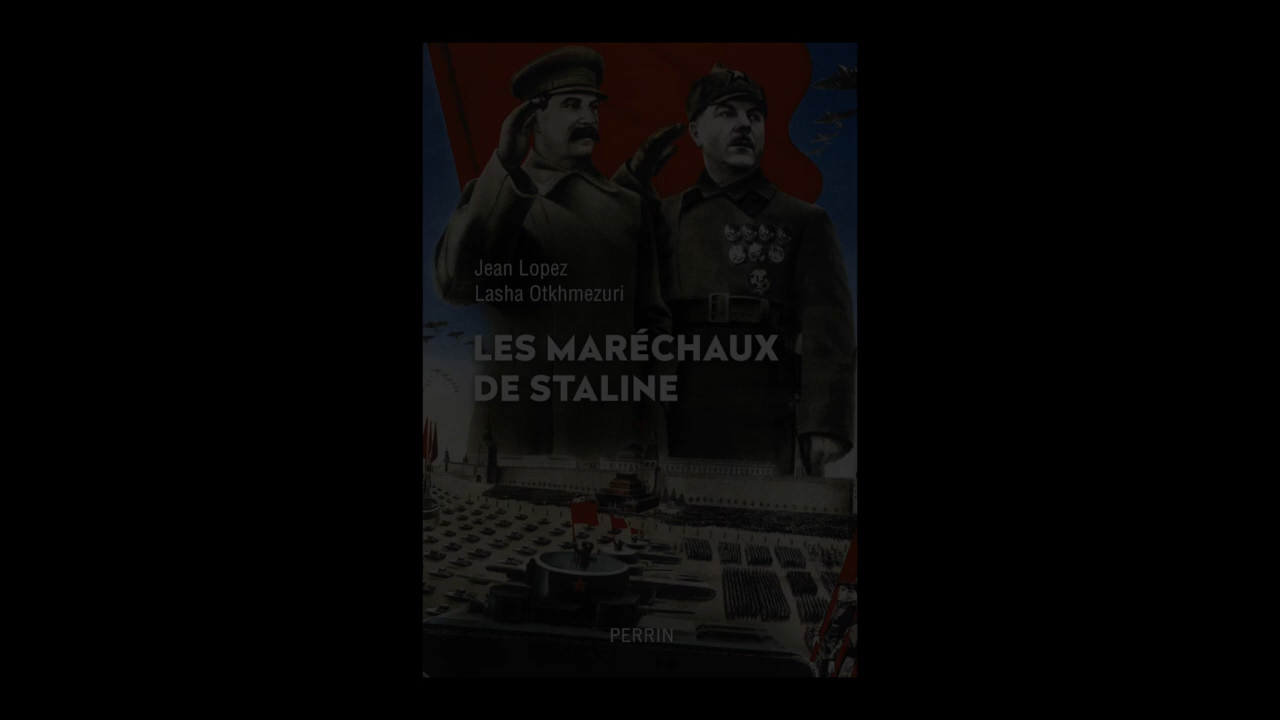 Jean Lopez
Lasha Otkhmezuri
LES MARÉCHAUX
DE STALINE
PERRIN